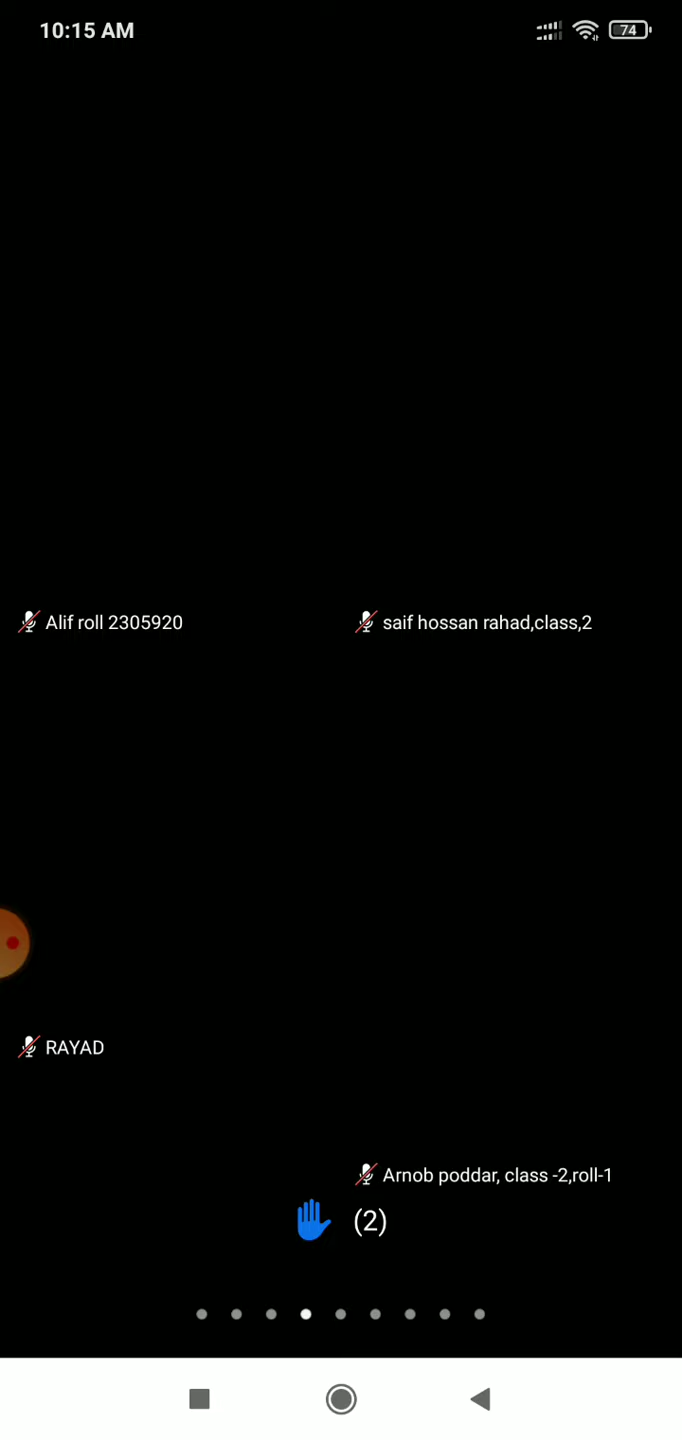 10:15 AM
74
Alif roll 2305920
saif hossan rahad,class,2
RAYAD
Arnob poddar, class -2,roll-1
(2)